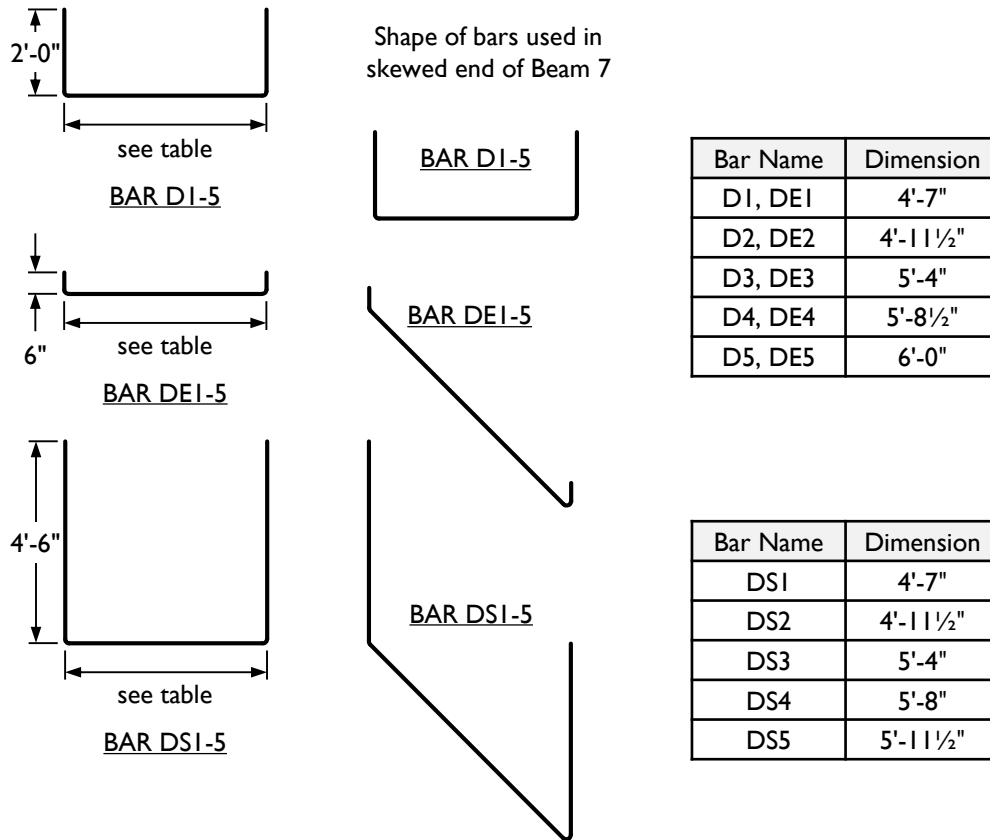 2'-0"
see table
BAR D1-5
6"
see table
BAR DE1-5
4'-6"
see table
BAR DS1-5
Shape of bars used in
skewed end of Beam 7
BAR D1-5
BAR DE1-5
BAR DS1-5
Bar Name Dimension
D1, DE1 4'-7"
D2, DE2 4'-11½"
D3, DE3 5'-4"
D4, DE4 5'-8½"
D5, DE5 6'-0"
Bar Name Dimension
DS1 4'-7"
DS2 4'-11½"
DS3 5'-4"
DS4 5'-8"
DS5 5'-11½"